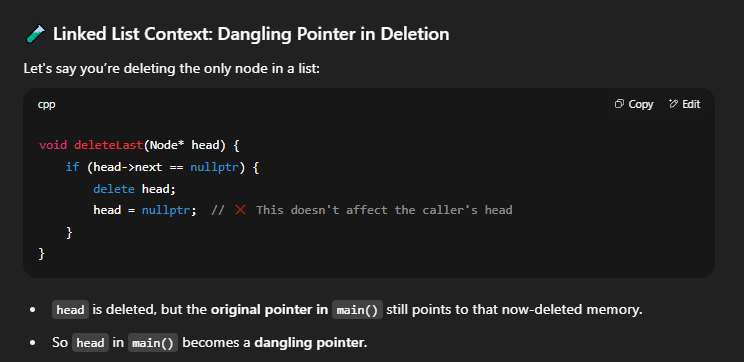 🧪 Linked List Context: Dangling Pointer in Deletion
Let's say you’re deleting the only node in a list:
cpp
Copy Edit
void deleteLast(Node* head) {
    if (head->next == nullptr) {
        delete head;
        head = nullptr;  // ❌ This doesn't affect the caller's head
    }
}
• head is deleted, but the original pointer in main() still points to that now-deleted memory.
• So head in main() becomes a dangling pointer.